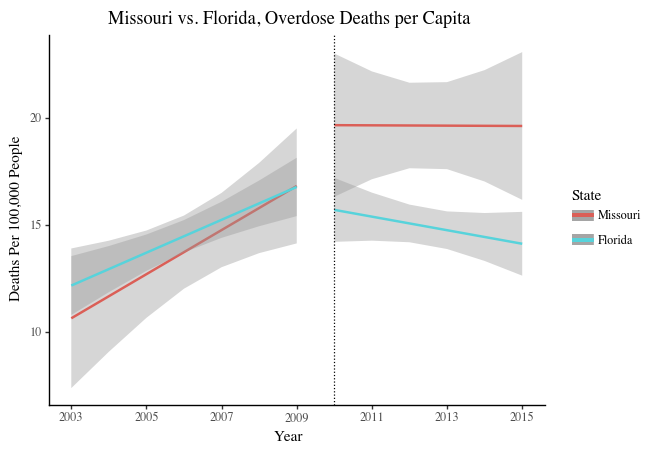 Missouri vs. Florida, Overdose Deaths per Capita
Deaths Per 100,000 People
20
15
10
2003
2005
2007
2009
2011
2013
2015
Year
State
Missouri
Florida